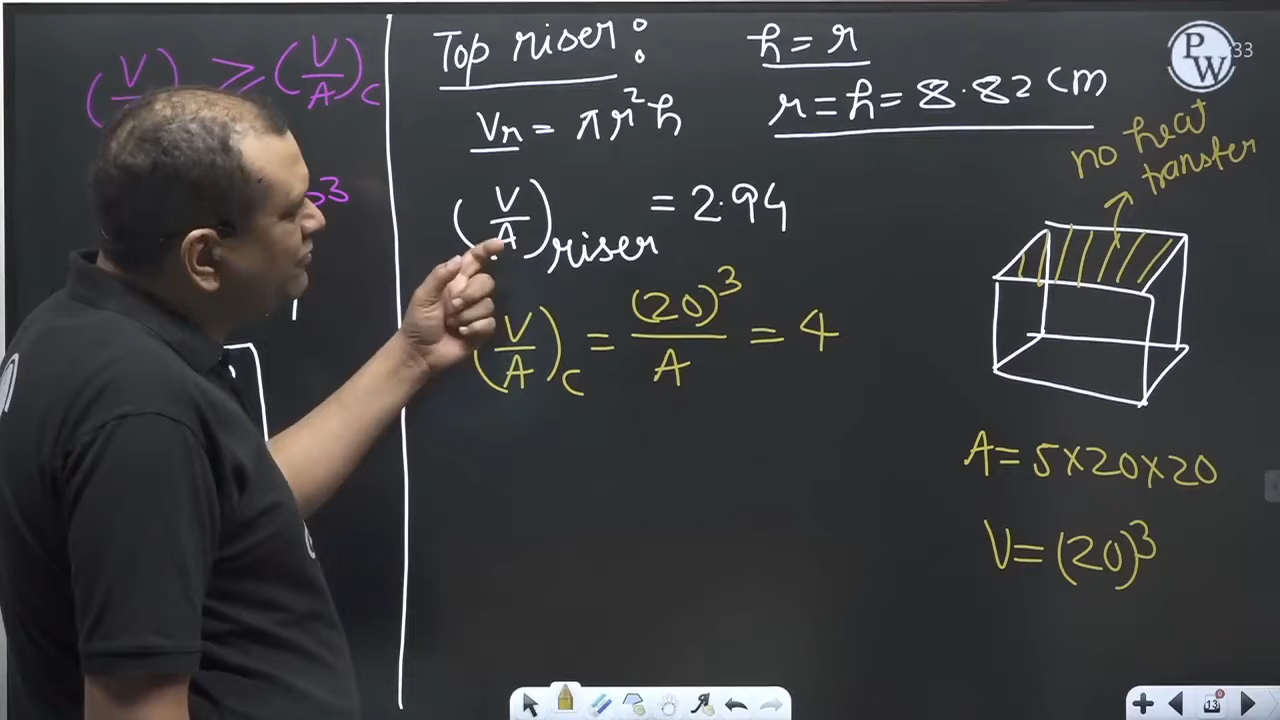 (V/ ≥ (V/A)c
Top riser:
h = r
r = h = 8.82 cm
Vr = πr²h
(V/A)riser = 2.94
(V/A)c = (20)³/A = 4
no heat
transfer
A = 5×20×20
V = (20)³
PW
33
13